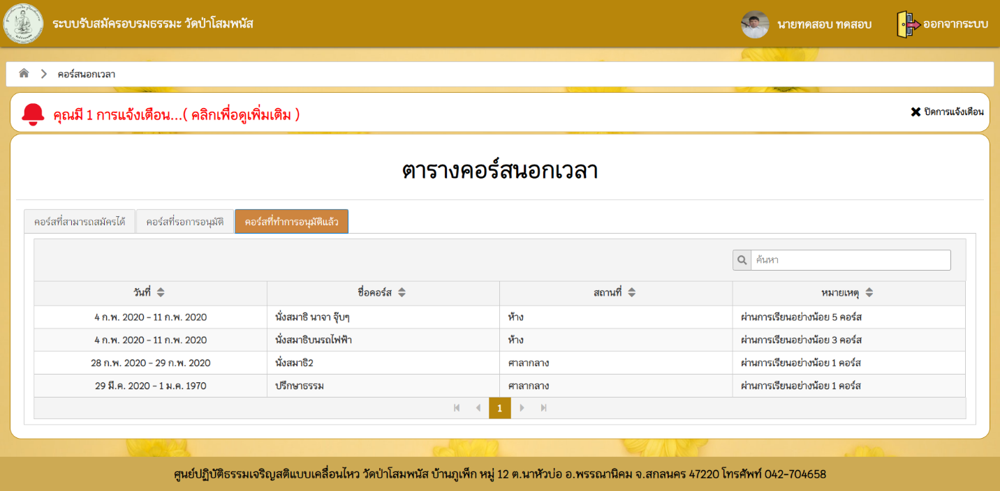 ระบบรับสมัครอบรมธรรมะ วัดป่าโสมพนัส
นายทดสอบ ทดสอบ
ออกจากระบบ
คอร์สนอกเวลา
คุณมี 1 การแจ้งเตือน...( คลิกเพื่อดูเพิ่มเติม )
ปิดการแจ้งเตือน
ตารางคอร์สนอกเวลา
คอร์สที่สามารถสมัครได้ คอร์สที่รอการอนุมัติ คอร์สที่ทำการอนุมัติแล้ว
ค้นหา
วันที่ ชื่อคอร์ส สถานที่ หมายเหตุ
4 ก.พ. 2020 - 11 ก.พ. 2020 นั่งสมาธิ นาจา จุ๊บๆ ห้าง ผ่านการเรียนอย่างน้อย 5 คอร์ส
4 ก.พ. 2020 - 11 ก.พ. 2020 นั่งสมาธิบนรถไฟฟ้า ห้าง ผ่านการเรียนอย่างน้อย 3 คอร์ส
28 ก.พ. 2020 - 29 ก.พ. 2020 นั่งสมาธิ2 ศาลากลาง ผ่านการเรียนอย่างน้อย 1 คอร์ส
29 มี.ค. 2020 - 1 ม.ค. 1970 ปรึกษาธรรม ศาลากลาง ผ่านการเรียนอย่างน้อย 1 คอร์ส
1
ศูนย์ปฏิบัติธรรมเจริญสติแบบเคลื่อนไหว วัดป่าโสมพนัส บ้านภูเพ็ก หมู่ 12 ต.นาหัวบ่อ อ.พรรณานิคม จ.สกลนคร 47220 โทรศัพท์ 042-704658